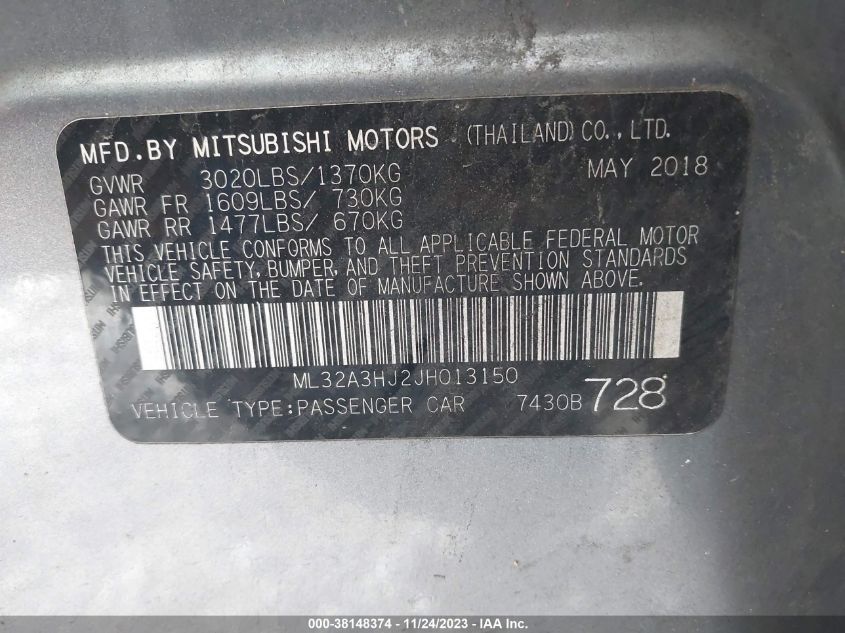 MFD.BY MITSUBISHI MOTORS (THAILAND) CO., LTD.
GVWR 3020LBS/1370KG MAY 2018
GAWR FR 1609LBS/ 730KG
GAWR RR 1477LBS/ 670KG
THIS VEHICLE CONFORMS TO ALL APPLICABLE FEDERAL MOTOR
VEHICLE SAFETY, BUMPER, AND THEFT PREVENTION STANDARDS
IN EFFECT ON THE DATE OF MANUFACTURE SHOWN ABOVE.
ML32A3HJ2JH013150
VEHICLE TYPE:PASSENGER CAR 7430B 728
000-38148374 - 11/24/2023 - IAA Inc.